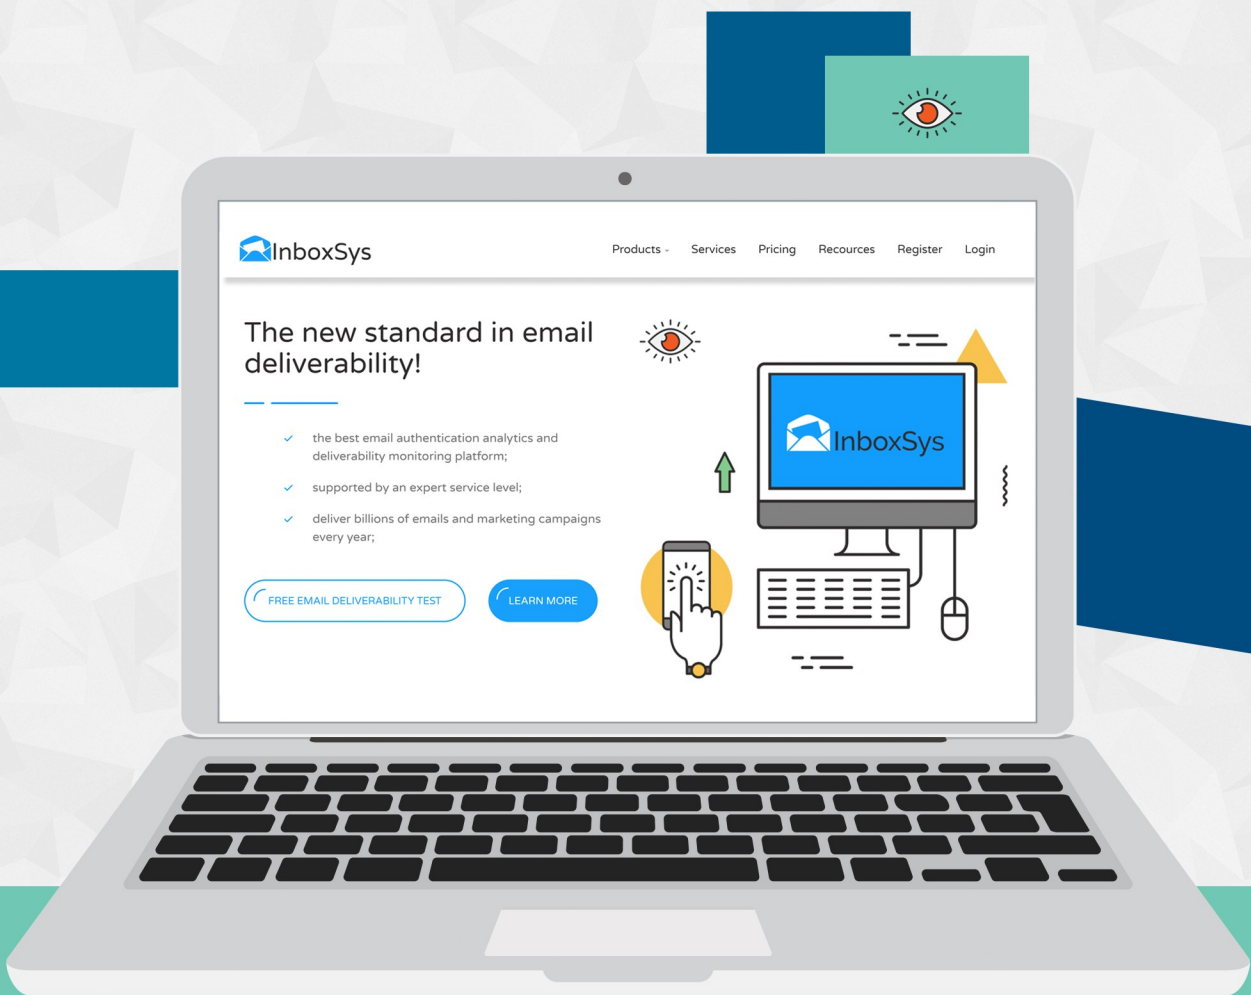 InboxSys
Products - Services Pricing Recources Register Login
The new standard in email
deliverability!
the best email authentication analytics and
deliverability monitoring platform;
supported by an expert service level;
deliver billions of emails and marketing campaigns
every year;
FREE EMAIL DELIVERABILITY TEST
LEARN MORE
InboxSys